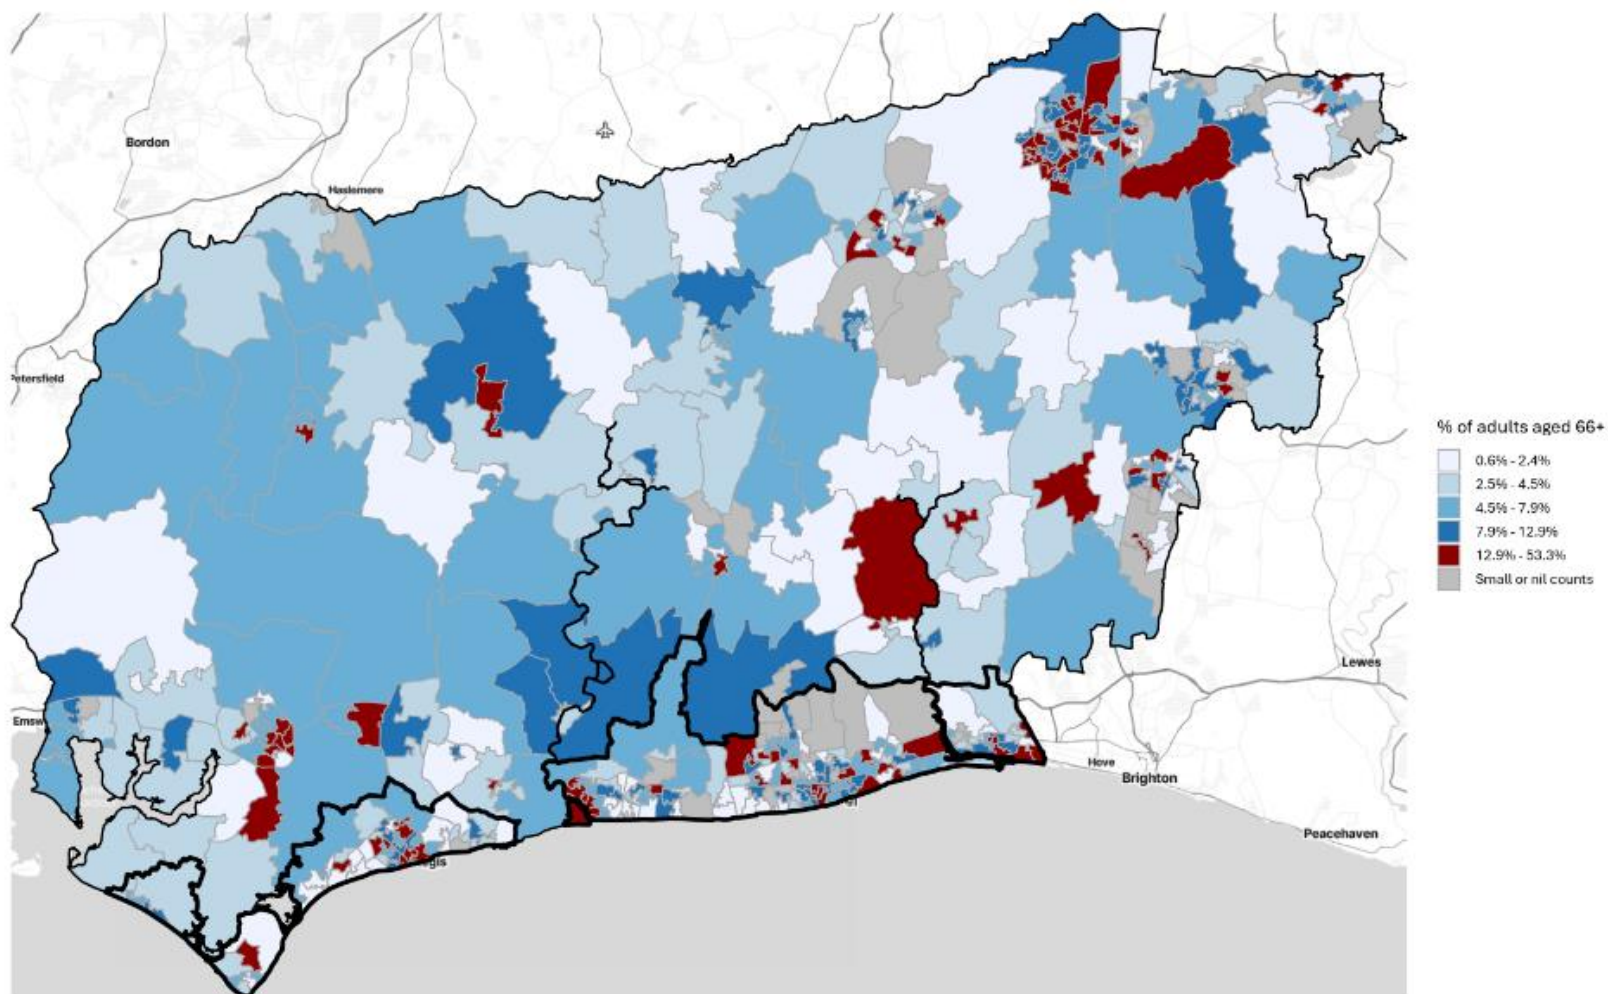 Bordon
Haslemere
Petersfield
% of adults aged 66+
0.6% - 2.4%
2.5% - 4.5%
4.5% - 7.9%
7.9% - 12.9%
12.9% - 53.3%
Small or nil counts
Lewes
Emsw
Hove
Brighton
Peacehaven